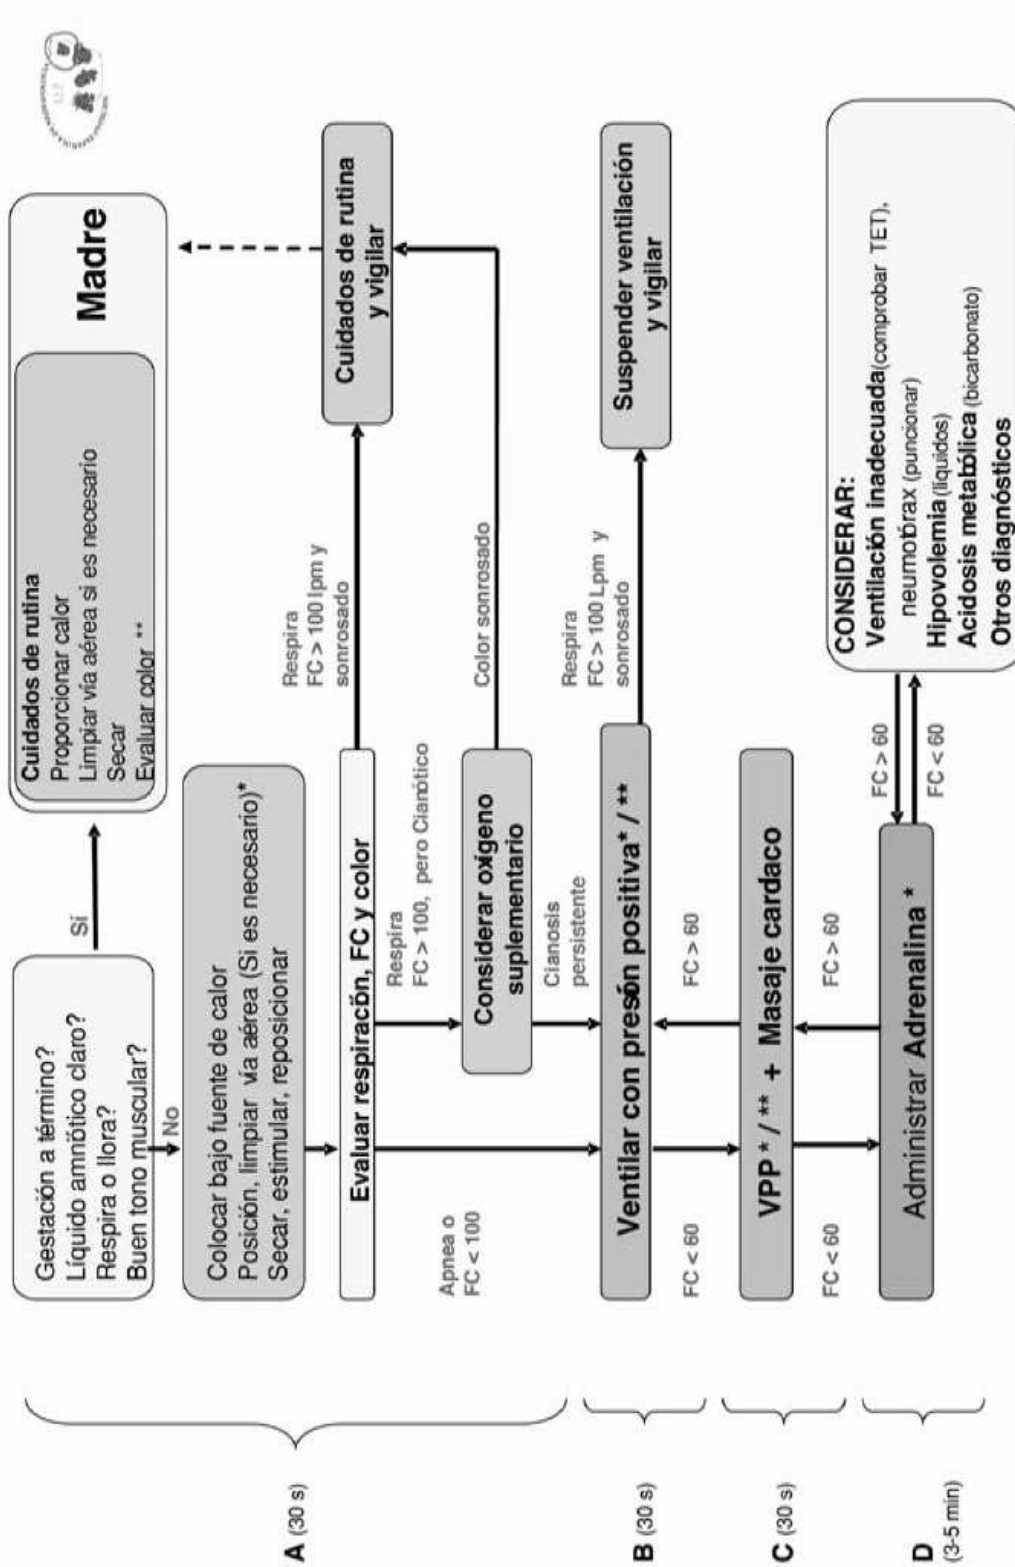 Gestación a término?
Líquido amnótico claro?
Respira o llora?
Buen tono muscular?
Sí
Cuidados de rutina
Proporcionar calor
Limpiar vía aérea si es necesario
Secar
Evaluar color **
Madre
No
Colocar bajo fuente de calor
Posición, limpiar vía aérea (Si es necesario)*
Secar, estimular, reposicionar
Evaluar respiracîón, FC y color
Respira
FC > 100 lpm y
sonrosado
Cuidados de rutina
y vigilar
Apnea o
FC < 100
Respira
FC > 100, pero Cianótico
Considerar oxígeno
suplementario
Color sonrosado
Cianosis
persistente
Ventilar con presón positiva* / **
Respira
FC > 100 Lpm y
sonrosado
Suspender ventilación
y vigilar
FC < 60
FC > 60
VPP * / ** + Masaje cardaco
FC < 60
FC > 60
Administrar Adrenalina *
FC > 60
FC < 60
CONSIDERAR:
Ventilación inadecuada(comprobar TET),
neumotórax (puncionar)
Hipovolemia(líquidos)
Acidosis metabólica (bicarbonato)
Otros diagnósticos
A (30 s)
B (30 s)
C (30 s)
D
(3-5 min)